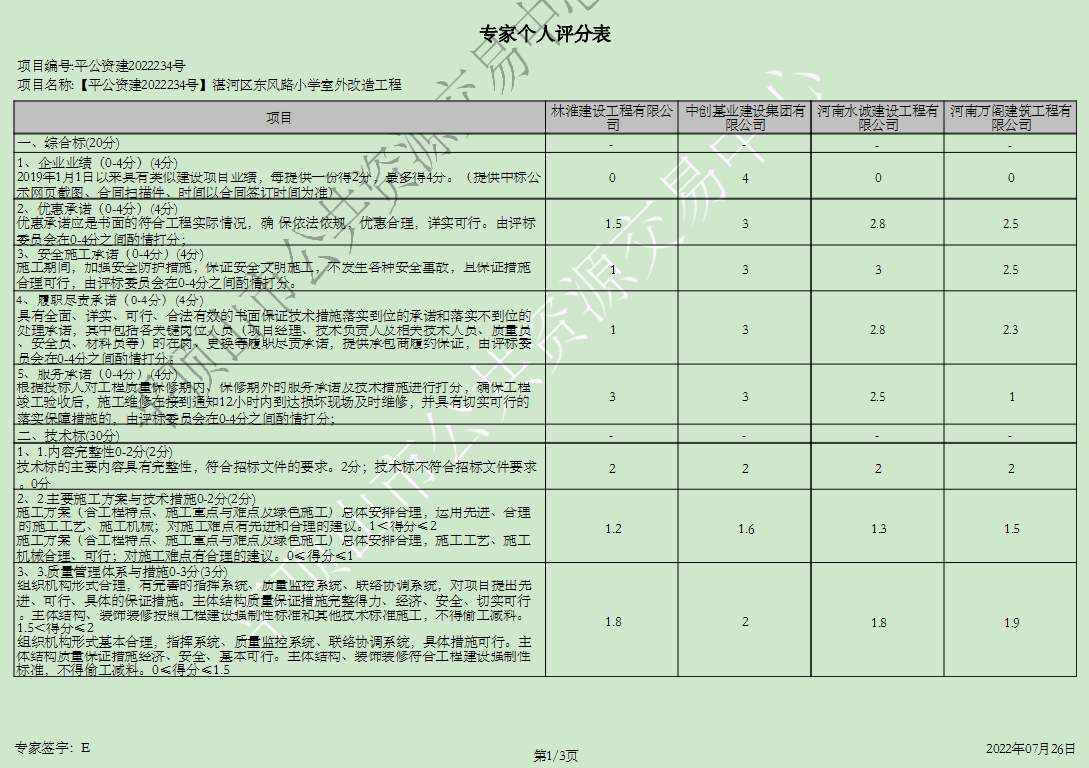 专家个人评分表
项目编号:平公资建2022234号
项目名称:【平公资建2022234号】湛河区东风路小学室外改造工程
项目
林淮建设工程有限公
司
中创基业建设集团有
限公司
河南水诚建设工程有
限公司
河南万阁建筑工程有
限公司
一、综合标(20分)
- - - -
1、企业业绩（0-4分）(4分)
2019年1月1日以来具有类似建设项目业绩，每提供一份得2分，最多得4分。（提供中标公
示网页截图、合同扫描件、时间以合同签订时间为准）
0 4 0 0
2、优惠承诺（0-4分）(4分)
优惠承诺应是书面的符合工程实际情况，确 保依法依规，优惠合理，详实可行。由评标
委员会在0-4分之间酌情打分；
1.5 3 2.8 2.5
3、安全施工承诺（0-4分）(4分)
施工期间，加强安全防护措施，保证安全文明施工，不发生各种安全事故，且保证措施
合理可行，由评标委员会在0-4分之间酌情打分。
1 3 3 2.5
4、履职尽责承诺（0-4分）(4分)
具有全面、详实、可行、合法有效的书面保证技术措施落实到位的承诺和落实不到位的
处理承诺，其中包括各关键岗位人员（项目经理、技术负责人及相关技术人员、质量员
、安全员、材料员等）的在岗、更换等履职尽责承诺，提供承包商履约保证，由评标委
员会在0-4分之间酌情打分；
1 3 2.8 2.3
5、服务承诺（0-4分）(4分)
根据投标人对工程质量保修期内、保修期外的服务承诺及技术措施进行打分，确保工程
竣工验收后，施工维修在接到通知12小时内到达损坏现场及时维修，并具有切实可行的
落实保障措施的，由评标委员会在0-4分之间酌情打分；
3 3 2.5 1
二、技术标(30分)
- - - -
1、1.内容完整性0-2分(2分)
技术标的主要内容具有完整性，符合招标文件的要求。2分；技术标不符合招标文件要求
。0分
2 2 2 2
2、2.主要施工方案与技术措施0-2分(2分)
施工方案（含工程特点、施工重点与难点及绿色施工）总体安排合理，运用先进、合理
的施工工艺、施工机械；对施工难点有先进和合理的建议。1＜得分≤2
施工方案（含工程特点、施工重点与难点及绿色施工）总体安排合理，施工工艺、施工
机械合理、可行；对施工难点有合理的建议。0≤得分≤1
1.2 1.6 1.3 1.5
3、3.质量管理体系与措施0-3分(3分)
组织机构形式合理，有完善的指挥系统、质量监控系统、联络协调系统，对项目提出先
进、可行、具体的保证措施。主体结构质量保证措施完整得力、经济、安全、切实可行
。主体结构、装饰装修按照工程建设强制性标准和其他技术标准施工，不得偷工减料。
1.5＜得分≤2
组织机构形式基本合理，指挥系统、质量监控系统、联络协调系统，具体措施可行。主
体结构质量保证措施经济、安全、基本可行。主体结构、装饰装修符合工程建设强制性
标准，不得偷工减料。0≤得分≤1.5
1.8 2 1.8 1.9
专家签字: E
第1/3页
2022年07月26日
平顶山市公共资源交易中心
平顶山市公共资源交易中心